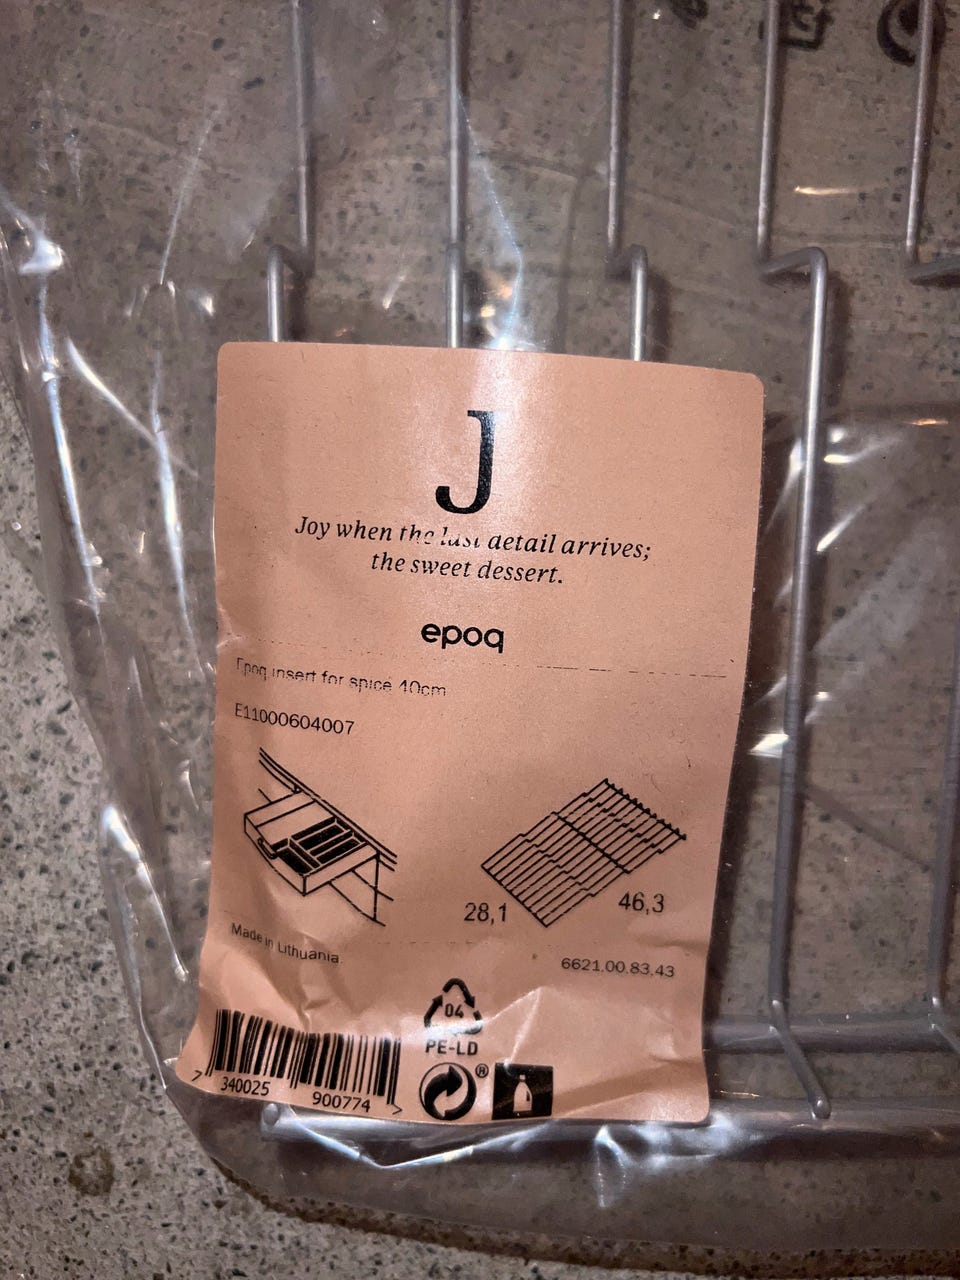 J
Joy when the last detail arrives;
the sweet dessert.
epoq
Epoq insert for spice 40cm
E11000604007
28,1
46,3
Made in Lithuania.
6621.00.83.43
04
PE-LD
®
7 340025 900774 >